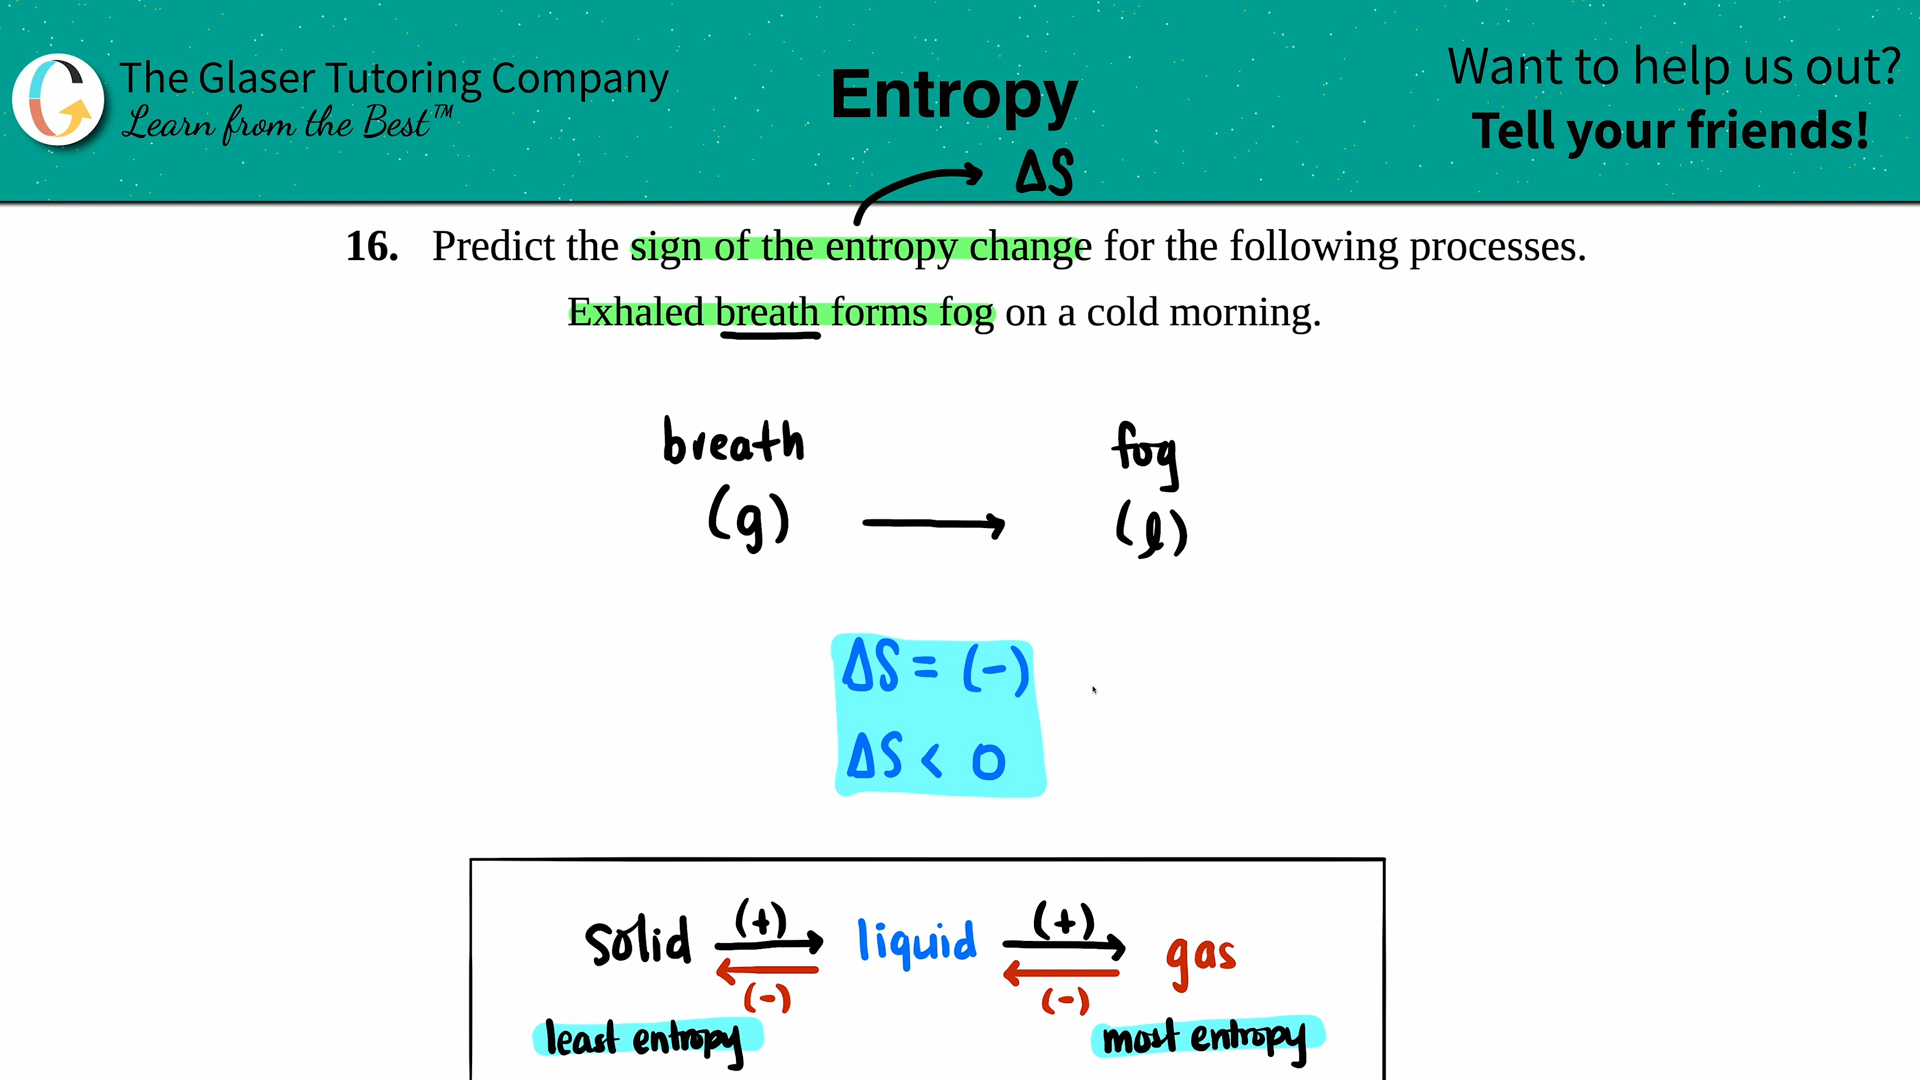 The Glaser Tutoring Company
Learn from the Best™
Entropy
ΔS
Want to help us out?
Tell your friends!
16. Predict the sign of the entropy change for the following processes.
Exhaled breath forms fog on a cold morning.
breath fog
(g) (l)
ΔS = (-)
ΔS < 0
(+) (+)
solid liquid gas
(-) (-)
least entropy most entropy